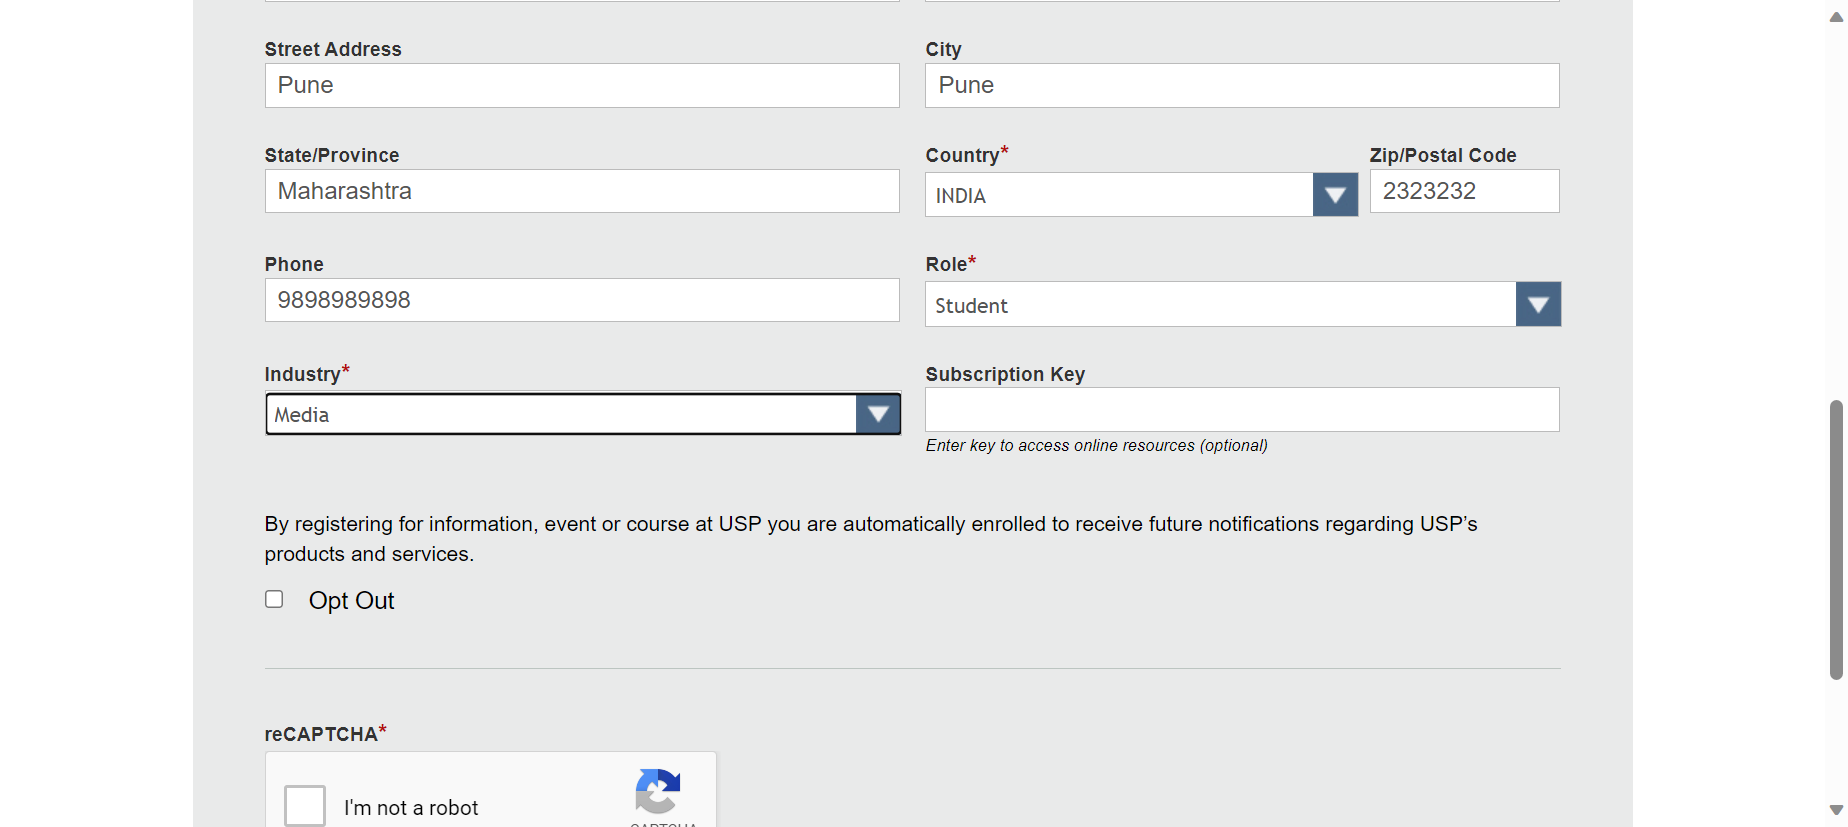 Street Address
City
Pune
Pune
State/Province
Country*
Zip/Postal Code
Maharashtra
INDIA
2323232
Phone
Role*
9898989898
Student
Industry*
Subscription Key
Media
Enter key to access online resources (optional)
By registering for information, event or course at USP you are automatically enrolled to receive future notifications regarding USP’s
products and services.
Opt Out
reCAPTCHA*
I'm not a robot